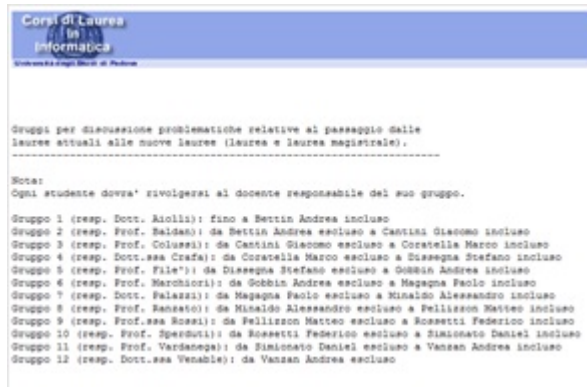 Corsi di Laurea
in
Informatica
Università degli Studi di Padova
Gruppi per discussione problematiche relative al passaggio dalle
lauree attuali alle nuove lauree (laurea e laurea magistrale).
------------------------------------------------------------------
Nota:
Ogni studente dovra' rivolgersi al docente responsabile del suo gruppo.
Gruppo 1 (resp. Dott. Aiolli): fino a Bettin Andrea incluso
Gruppo 2 (resp. Prof. Baldan): da Bettin Andrea escluso a Cantini Giacomo incluso
Gruppo 3 (resp. Prof. Colussi): da Cantini Giacomo escluso a Coratella Marco incluso
Gruppo 4 (resp. Dott.ssa Crafa): da Coratella Marco escluso a Dissegna Stefano incluso
Gruppo 5 (resp. Prof. File'): da Dissegna Stefano escluso a Gobbin Andrea incluso
Gruppo 6 (resp. Prof. Marchiori): da Gobbin Andrea escluso a Magagna Paolo incluso
Gruppo 7 (resp. Dott. Palazzi): da Magagna Paolo escluso a Minaldo Alessandro incluso
Gruppo 8 (resp. Prof. Ranzato): da Minaldo Alessandro escluso a Pellizzon Matteo incluso
Gruppo 9 (resp. Prof.ssa Rossi): da Pellizzon Matteo escluso a Rossetti Federico incluso
Gruppo 10 (resp. Prof. Sperduti): da Rossetti Federico escluso a Simionato Daniel incluso
Gruppo 11 (resp. Prof. Vardanega): da Simionato Daniel escluso a Vanzan Andrea incluso
Gruppo 12 (resp. Dott.ssa Venable): da Vanzan Andrea escluso